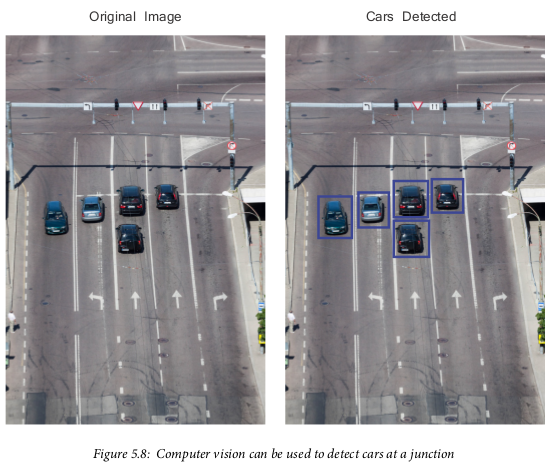 Original Image
Cars Detected
Figure 5.8: Computer vision can be used to detect cars at a junction